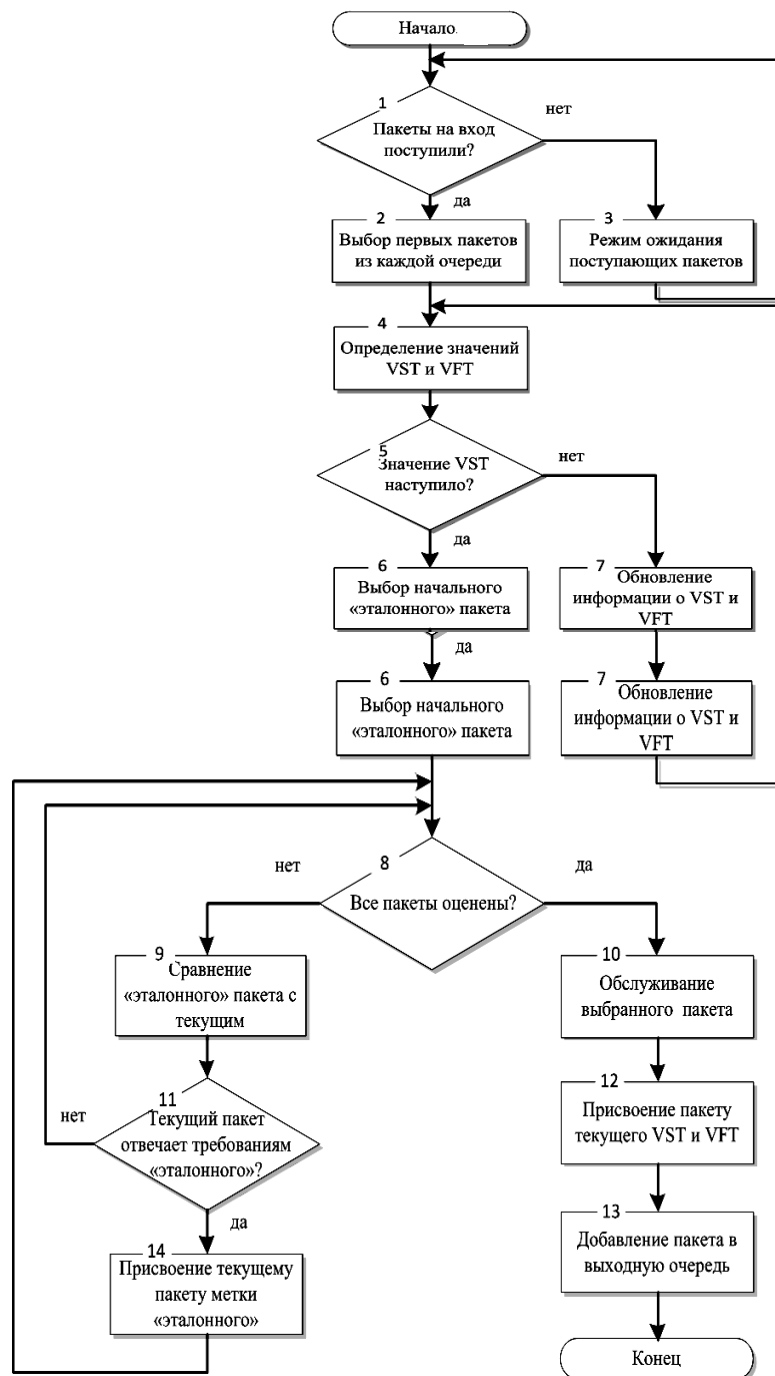 Начало.
1
нет
Пакеты на вход
поступили?
да
2
Выбор первых пакетов
из каждой очереди
3
Режим ожидания
поступающих пакетов
4
Определение значений
VST и VFT
5
Значение VST
наступило?
нет
да
6
Выбор начального
«эталонного» пакета
7
Обновление
информации о VST и
VFT
да
6
Выбор начального
«эталонного» пакета
7
Обновление
информации о VST и
VFT
8
нет
да
Все пакеты оценены?
9
Сравнение
«эталонного» пакета с
текущим
10
Обслуживание
выбранного пакета
11
нет
Текущий пакет
отвечает требованиям
«эталонного»?
12
Присвоение пакету
текущего VST и VFT
да
13
Добавление пакета в
выходную очередь
14
Присвоение текущему
пакету метки
«эталонного»
Конец